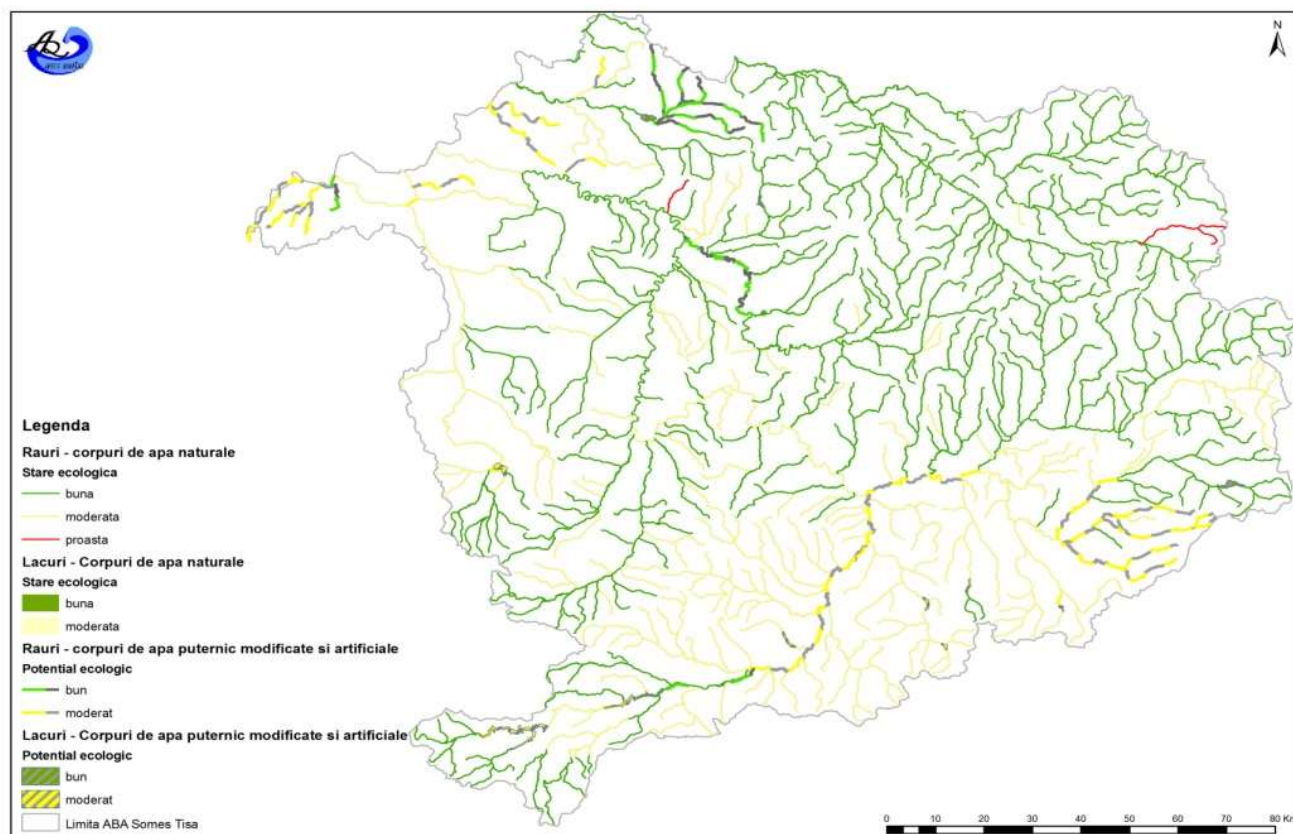 N
Legenda
Rauri - corpuri de apa naturale
Stare ecologica
buna
moderata
proasta
Lacuri - Corpuri de apa naturale
Stare ecologica
buna
moderata
Rauri - corpuri de apa puternic modificate si artificiale
Potential ecologic
bun
moderat
Lacuri - Corpuri de apa puternic modificate si artificiale
Potential ecologic
bun
moderat
Limita ABA Somes Tisa
0 10 20 30 40 50 60 70 80 Km